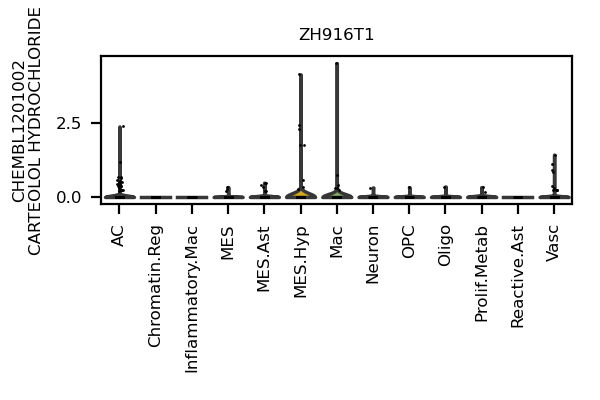 ZH916T1
CHEMBL1201002
CARTEOLOL HYDROCHLORIDE
2.5
0.0
AC
Chromatin.Reg
Inflammatory.Mac
MES
MES.Ast
MES.Hyp
Mac
Neuron
OPC
Oligo
Prolif.Metab
Reactive.Ast
Vasc